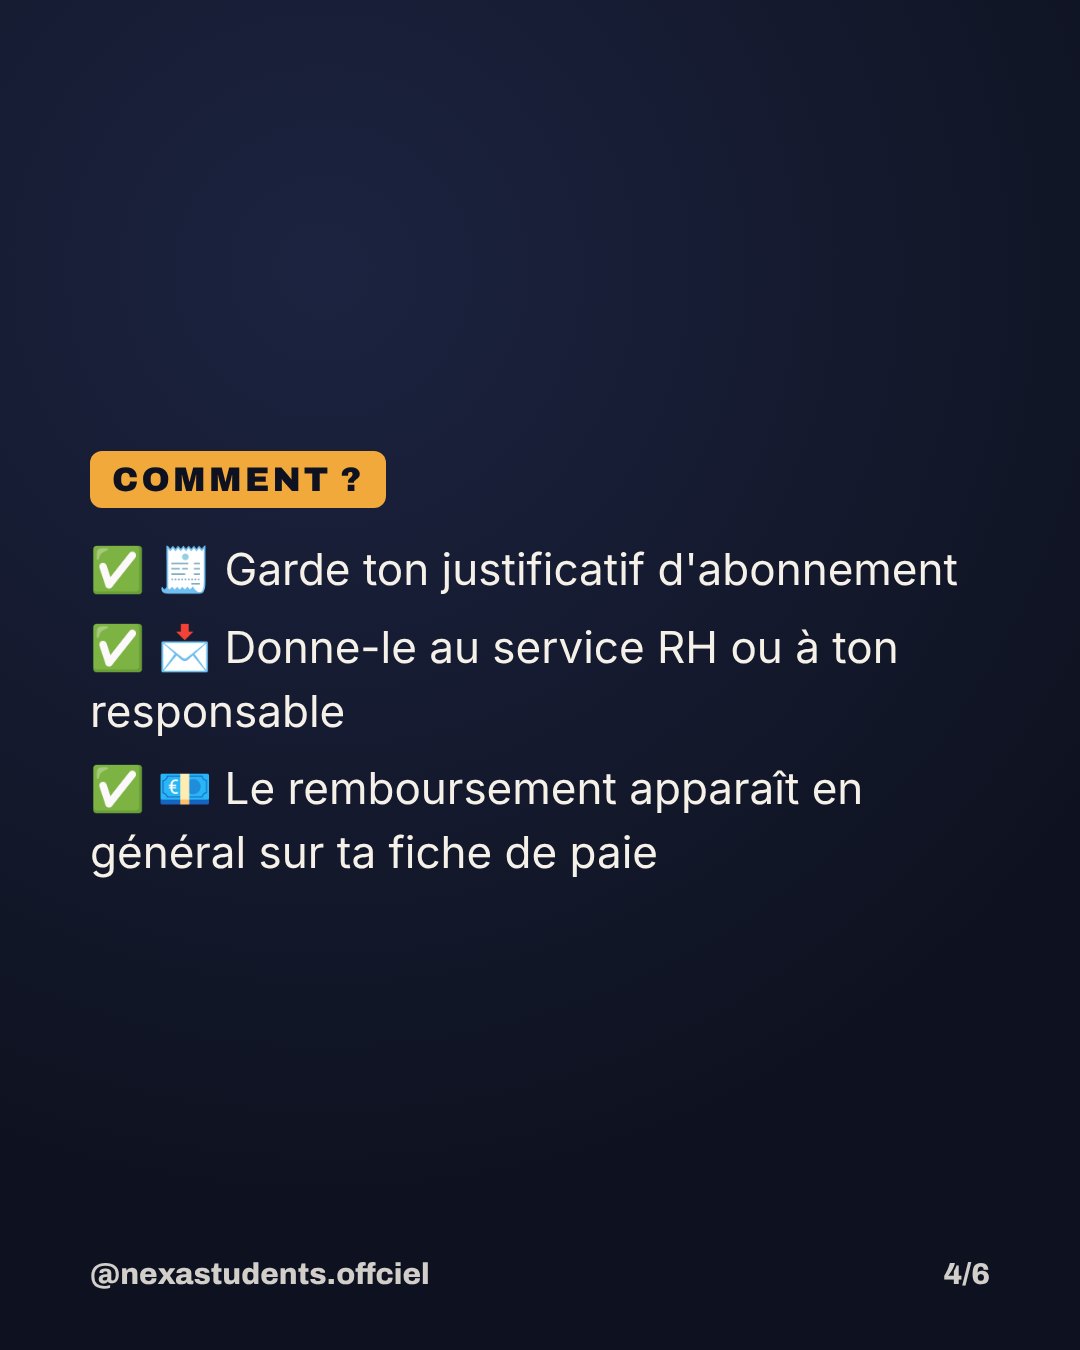 COMMENT ?
✅ 🧾 Garde ton justificatif d'abonnement
✅ 📩 Donne-le au service RH ou à ton
responsable
✅ 💶 Le remboursement apparaît en
général sur ta fiche de paie
@nexastudents.offciel
4/6